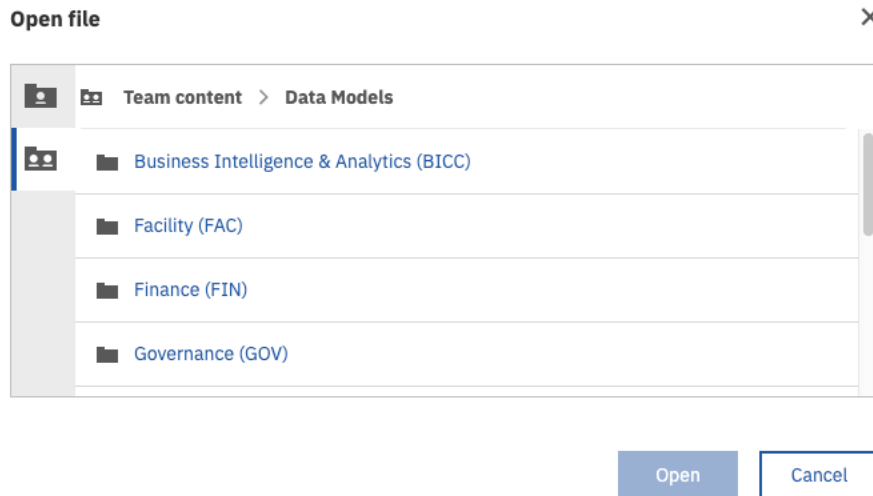 Open file
Team content > Data Models
Business Intelligence & Analytics (BICC)
Facility (FAC)
Finance (FIN)
Governance (GOV)
Open Cancel